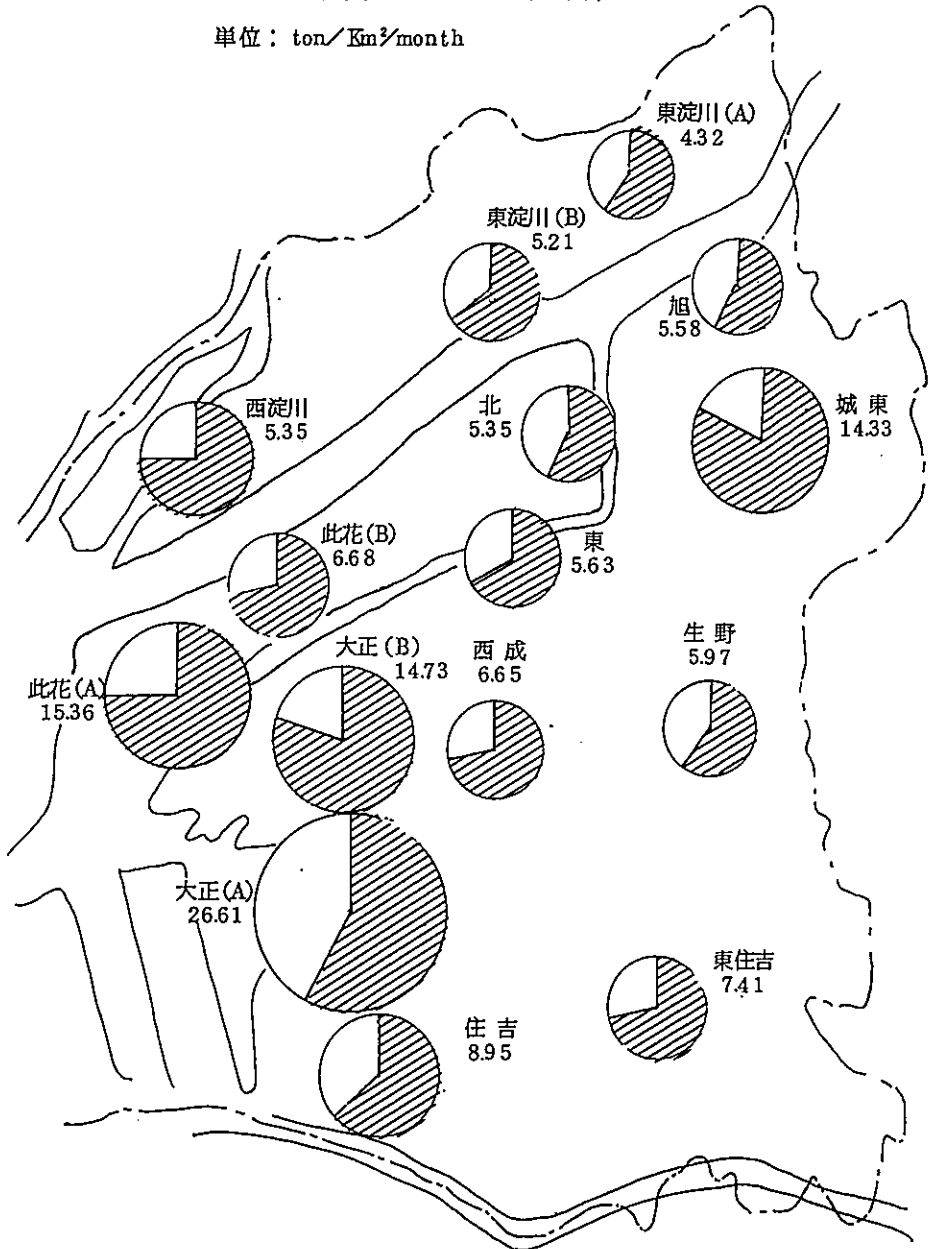 単位：ton/Km²/month
東淀川(A)
4.32
東淀川(B)
5.21
旭
5.58
西淀川
5.35
北
5.35
城東
14.33
此花(B)
6.68
東
5.63
此花(A)
15.36
大正(B)
14.73
西成
6.65
生野
5.97
大正(A)
26.61
東住吉
7.41
住吉
8.95